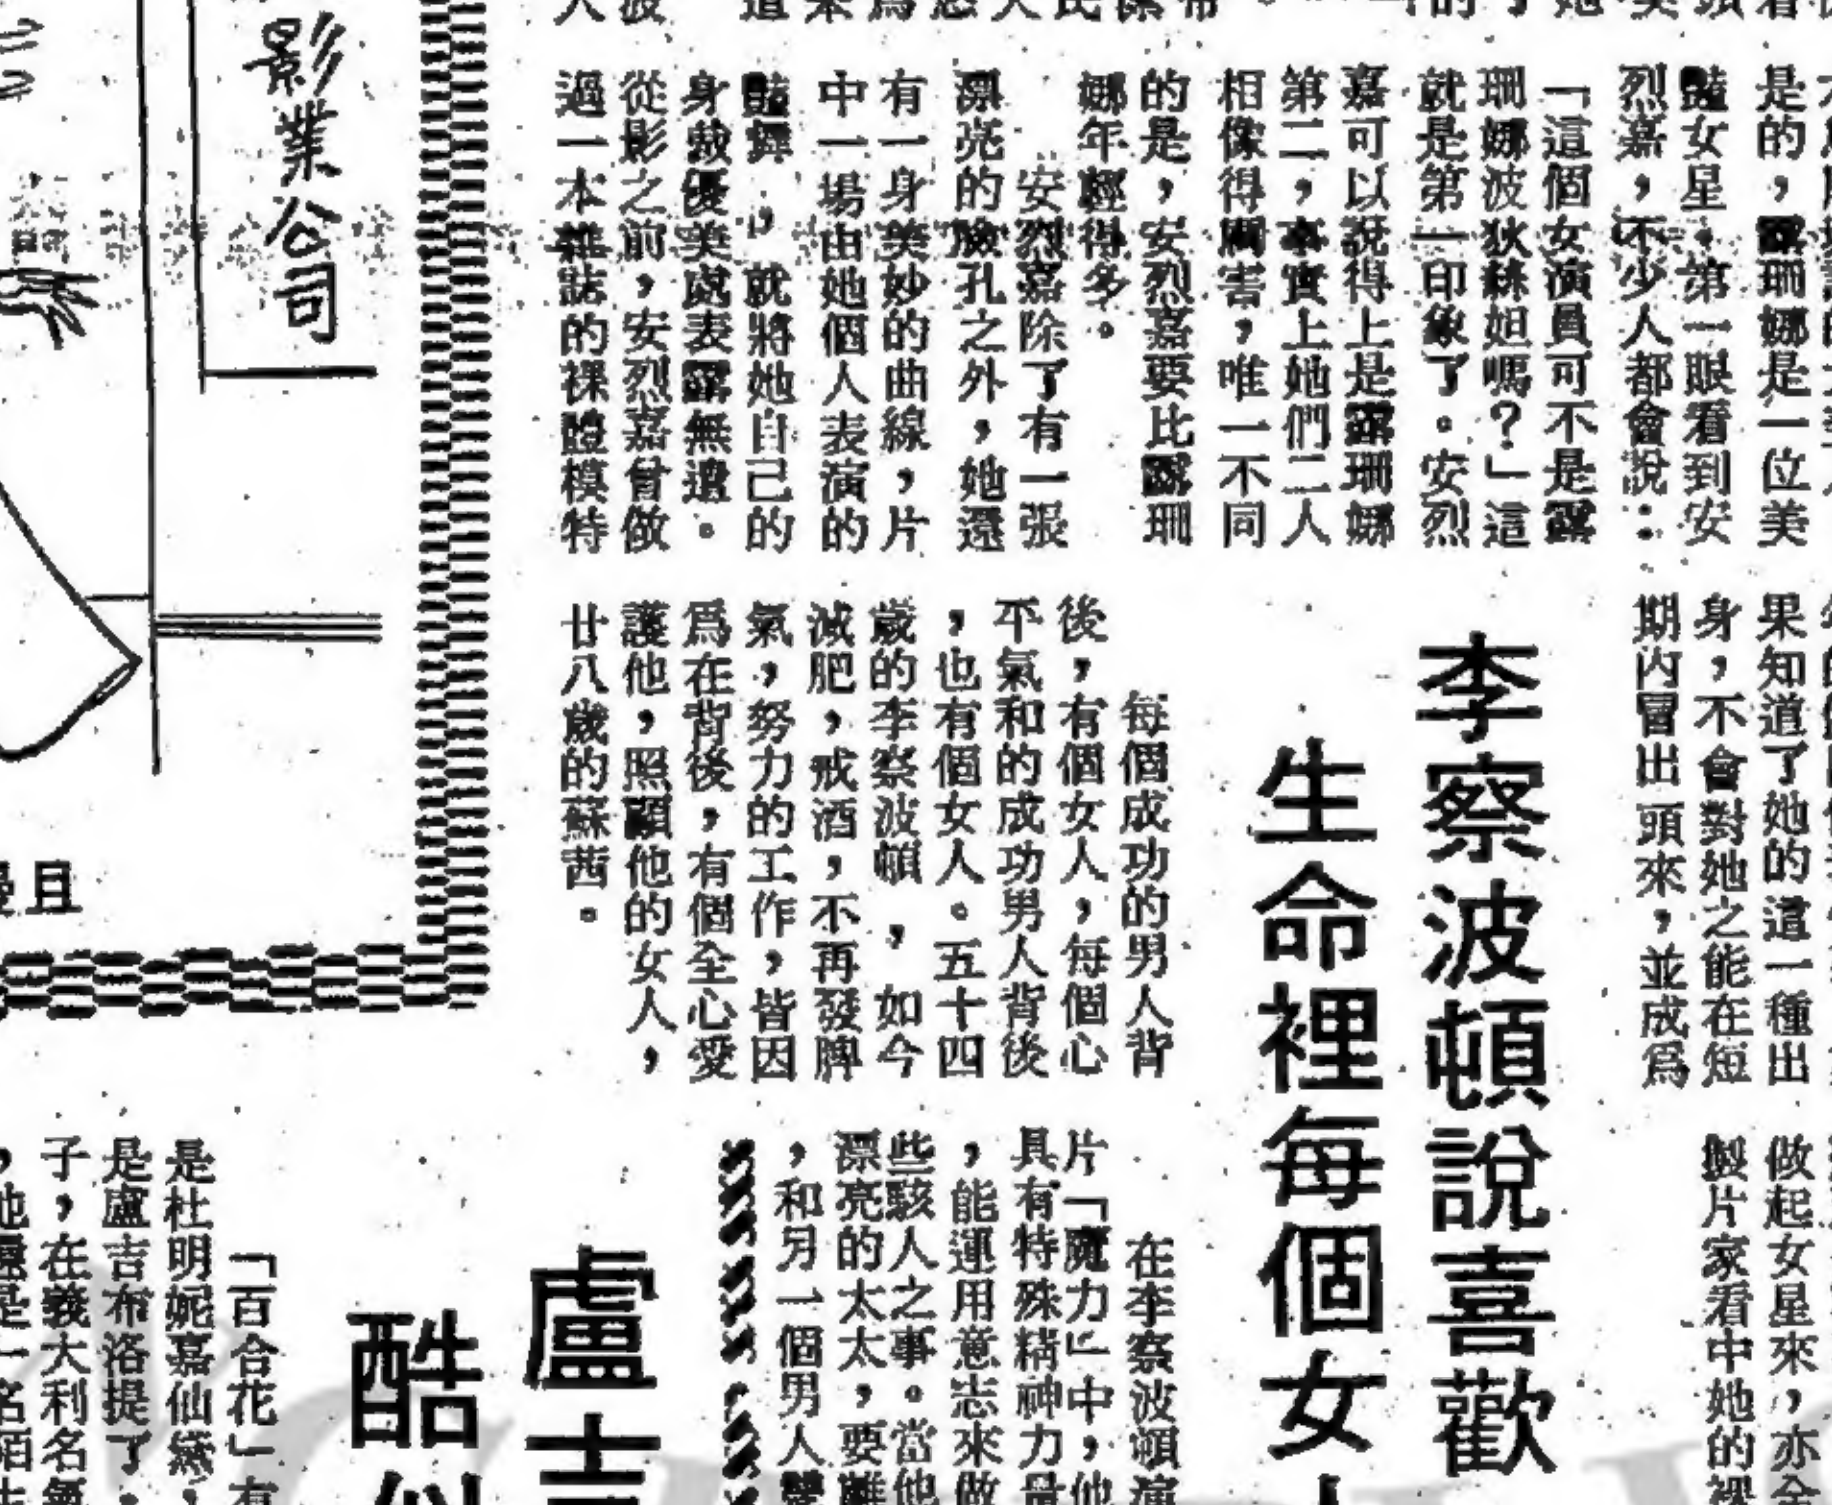 是的，露珊娜是一位美
豔女星，第一眼看到安
烈嘉，不少人都會說：
「這個女演員可不是露
珊娜波狄絲妲嗎？」這
就是第一印象了。安烈
嘉可以說得上是露珊娜
第二，事實上她們二人
相像得厲害，唯一不同
的是，安烈嘉要比露珊
娜年輕得多。
安烈嘉除了有一張
漂亮的臉孔之外，她還
有一身美妙的曲線，片
中一場由她個人表演的
豔舞，就將她自己的
身裁優美處表露無遺。
從影之前，安烈嘉曾做
過一本雜誌的裸體模特
果知道了她的這一種出
身，不會對她之能在短
期內冒出頭來，並成爲
李察波頓說喜歡
生命裡每個女人
每個成功的男人背
後，有個女人，每個心
平氣和的成功男人背後
，也有個女人。五十四
歲的李察波頓，如今
減肥，戒酒，不再發脾
氣，努力的工作，皆因
爲在背後，有個全心愛
護他，照顧他的女人，
廿八歲的蘇茜。
做起女星來，亦全
製片家看中她的裸
在李察波頓演
片「魔力」中，他
具有特殊精神力量
，能運用意志來做
些駭人之事。當他
漂亮的太太，要離
，和另一個男人
盧吉
酷似
「百合花」有
是杜明妮嘉仙黛，
是盧吉布洛提了，
子，在義大利名氣
，他還是一名陌生
影業公司
且